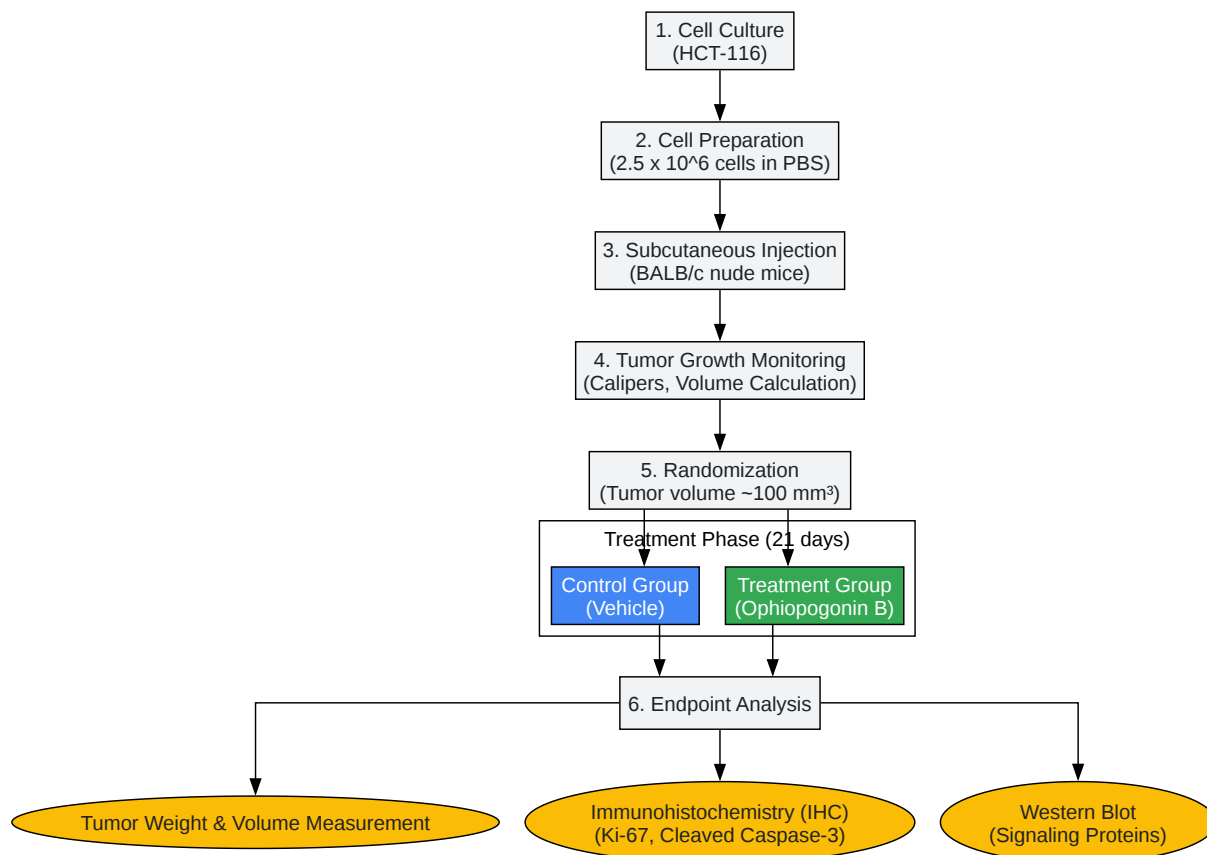 1. Cell Culture
(HCT-116)
2. Cell Preparation
(2.5 x 10^6 cells in PBS)
3. Subcutaneous Injection
(BALB/c nude mice)
4. Tumor Growth Monitoring
(Calipers, Volume Calculation)
5. Randomization
(Tumor volume ~100 mm³)
Treatment Phase (21 days)
Control Group
(Vehicle)
Treatment Group
(Ophiopogonin B)
6. Endpoint Analysis
Tumor Weight & Volume Measurement
Immunohistochemistry (IHC)
(Ki-67, Cleaved Caspase-3)
Western Blot
(Signaling Proteins)